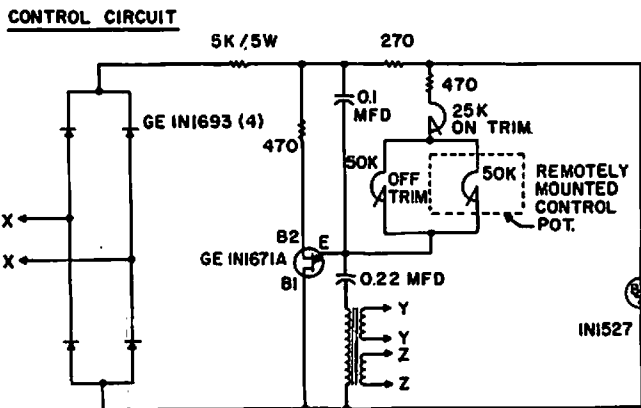 CONTROL CIRCUIT
5K/5W
270
470
25K
ON TRIM.
0.1
MFD
GE IN1693 (4)
470
50K
OFF
TRIM
50K
REMOTELY
MOUNTED
CONTROL
POT.
X
X
B2
E
GE IN1671A
B1
0.22 MFD
Y
Y
Z
Z
IN1527